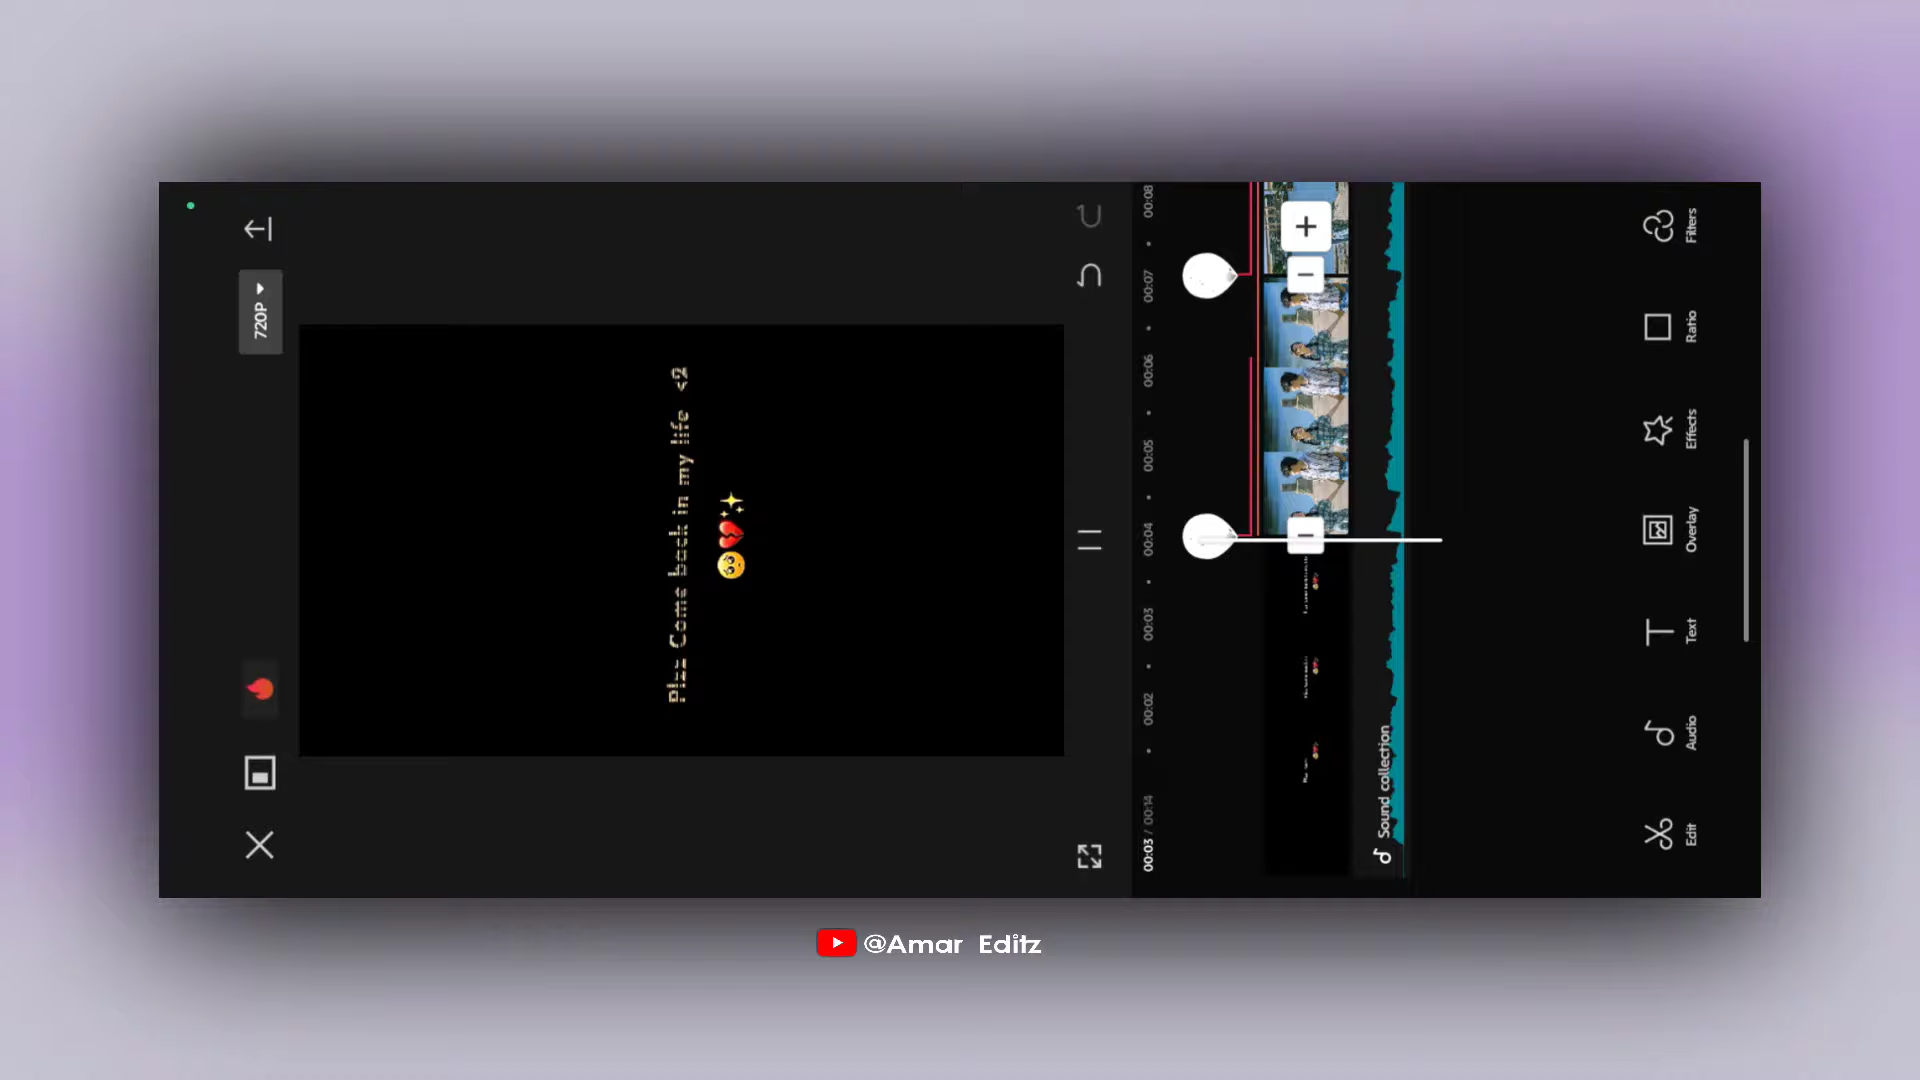 720P
Plzz Come back in my life <2
🥺💔✨
00:03 / 00:14
00:02
00:03
00:04
00:05
00:06
00:07
00:08
Sound collection
Edit
Audio
Text
Overlay
Effects
Ratio
Filters
@Amar Editz